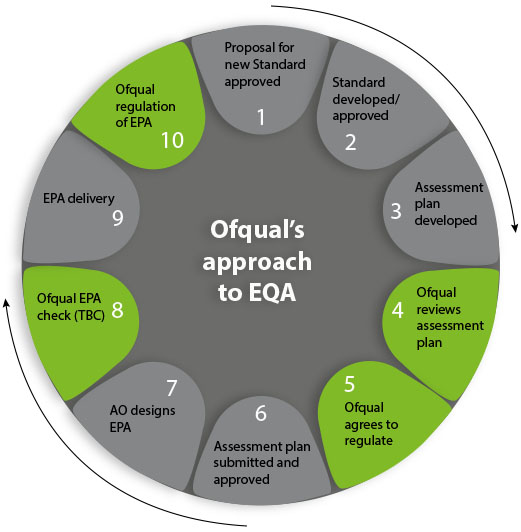 Ofqual's
approach
to EQA
Proposal for
new Standard
approved
1
Standard
developed/
approved
2
Assessment
plan
developed
3
Ofqual
reviews
assessment
plan
4
5
Ofqual
agrees to
regulate
6
Assessment plan
submitted and
approved
7
AO designs
EPA
Ofqual EPA
check (TBC)
8
EPA delivery
9
Ofqual
regulation
of EPA
10